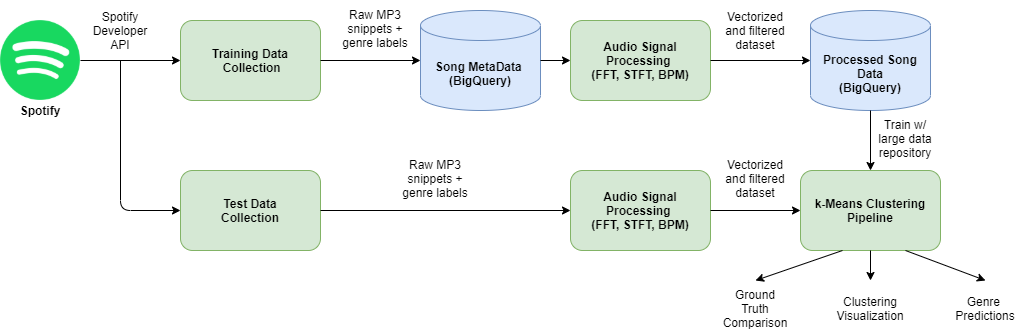 Spotify
Developer
API
Spotify
Training Data
Collection
Raw MP3
snippets +
genre labels
Song MetaData
(BigQuery)
Audio Signal
Processing
(FFT, STFT, BPM)
Vectorized
and filtered
dataset
Processed Song
Data
(BigQuery)
Train w/
large data
repository
Test Data
Collection
Raw MP3
snippets +
genre labels
Audio Signal
Processing
(FFT, STFT, BPM)
Vectorized
and filtered
dataset
k-Means Clustering
Pipeline
Ground
Truth
Comparison
Clustering
Visualization
Genre
Predictions